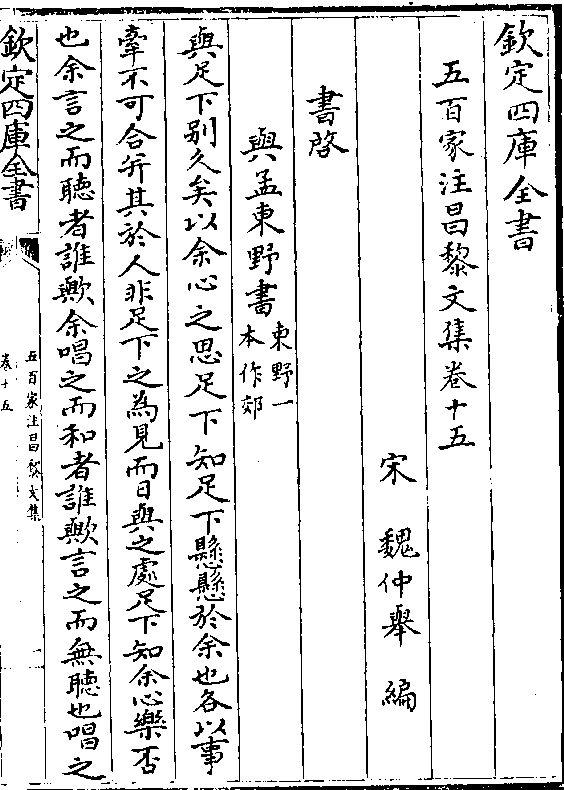 欽定四庫全書
五百家注昌黎文集卷十五
宋 魏仲舉 編
書啓
與孟東野書東野一
本作郊
與足下别久矣以余心之思足下知足下懸懸於余也各以事
牽不可合并其於人非足下之為見而日與之處足下知余心樂否
也余言之而聽者誰歟余唱之而和者誰歟言之而無聽也唱之
欽定四庫全書
五百家注昌黎文集
卷十五
一